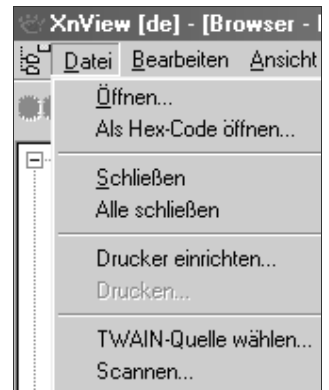 XnView [de] - [Browser -
Datei Bearbeiten Ansicht
Öffnen...
Als Hex-Code öffnen...
Schließen
Alle schließen
Drucker einrichten...
Drucken...
TWAIN-Quelle wählen...
Scannen...